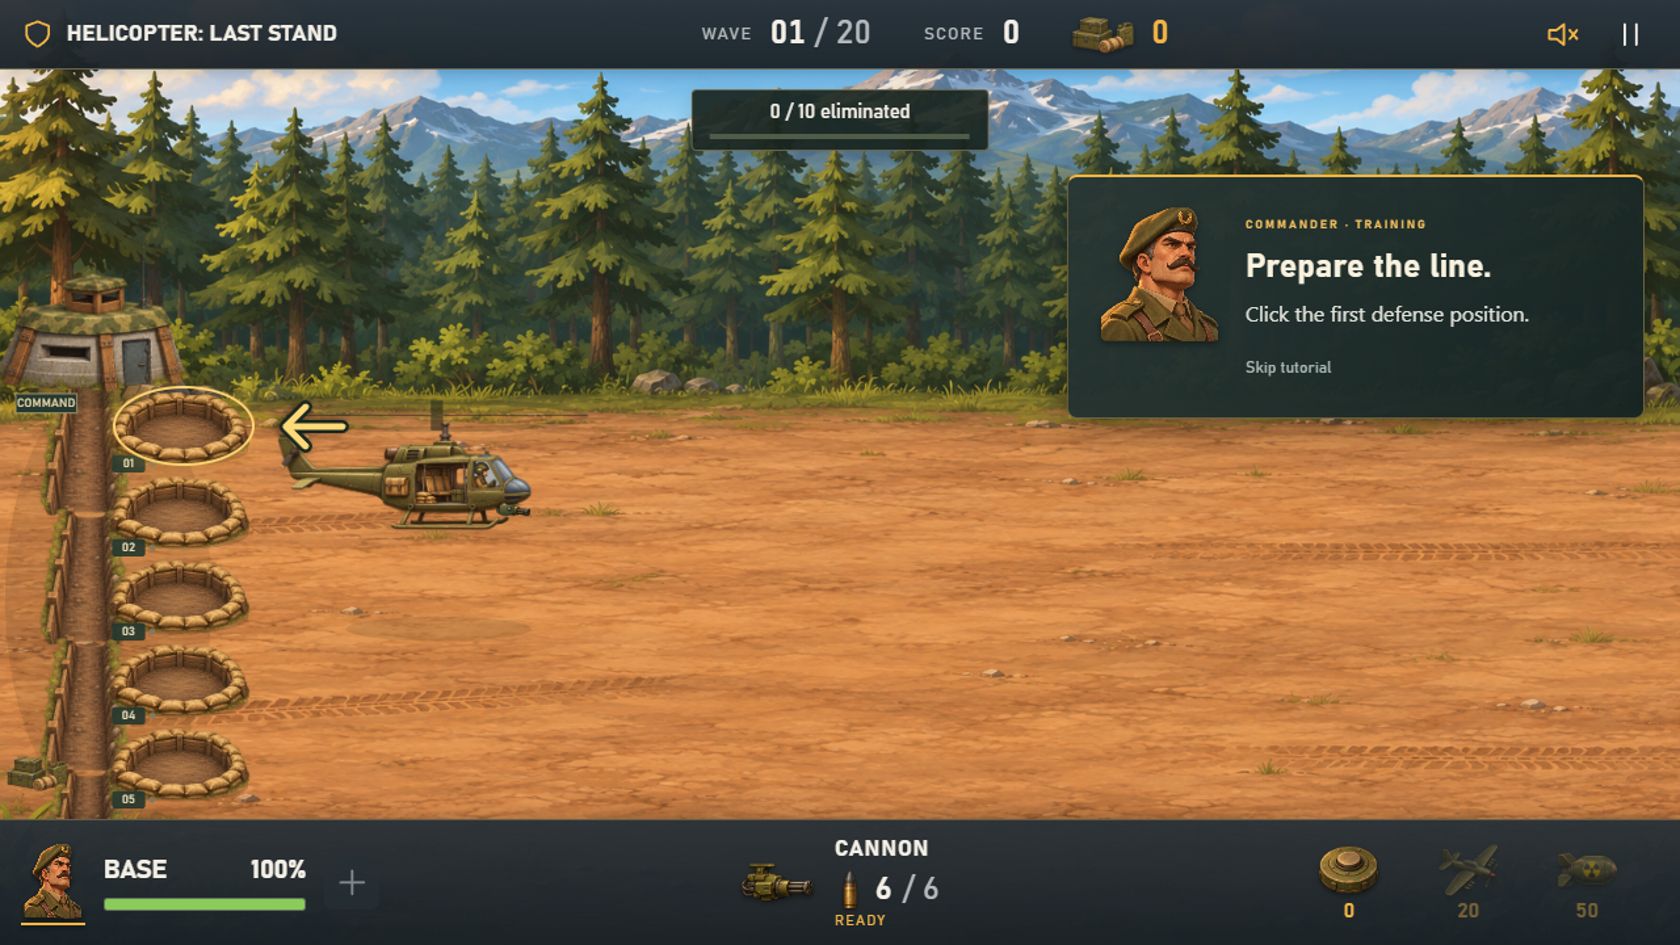 HELICOPTER: LAST STAND
WAVE 01 / 20 SCORE 0 0
0 / 10 eliminated
COMMANDER · TRAINING
Prepare the line.
Click the first defense position.
Skip tutorial
COMMAND
01
02
03
04
05
BASE 100%
CANNON
6 / 6
READY
0 20 50